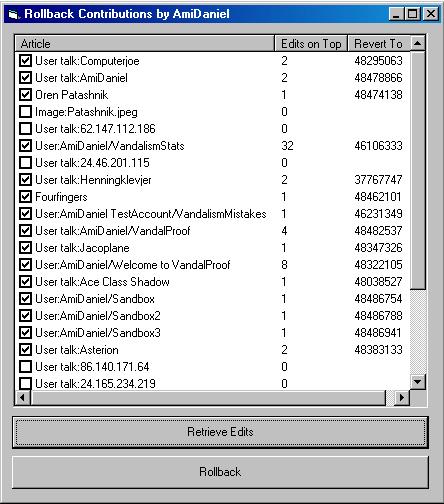 Rollback Contributions by AmiDaniel
Article Edits on Top Revert To
User talk:Computerjoe 2 48295063
User talk:AmiDaniel 2 48478866
Oren Patashnik 1 48474138
Image:Patashnik.jpeg 0
User talk:62.147.112.186 0
User:AmiDaniel/VandalismStats 32 46106333
User talk:24.46.201.115 0
User talk:Henningklevjer 2 37767747
Fourfingers 1 48462101
User:AmiDaniel TestAccount/VandalismMistakes 1 46231349
User talk:AmiDaniel/VandalProof 4 48482537
User talk:Jacoplane 1 48347326
User:AmiDaniel/Welcome to VandalProof 8 48322105
User talk:Ace Class Shadow 1 48038527
User:AmiDaniel/Sandbox 1 48486754
User:AmiDaniel/Sandbox2 1 48486788
User:AmiDaniel/Sandbox3 1 48486941
User talk:Asterion 2 48383133
User talk:86.140.171.64 0
User talk:24.165.234.219 0
Retrieve Edits
Rollback